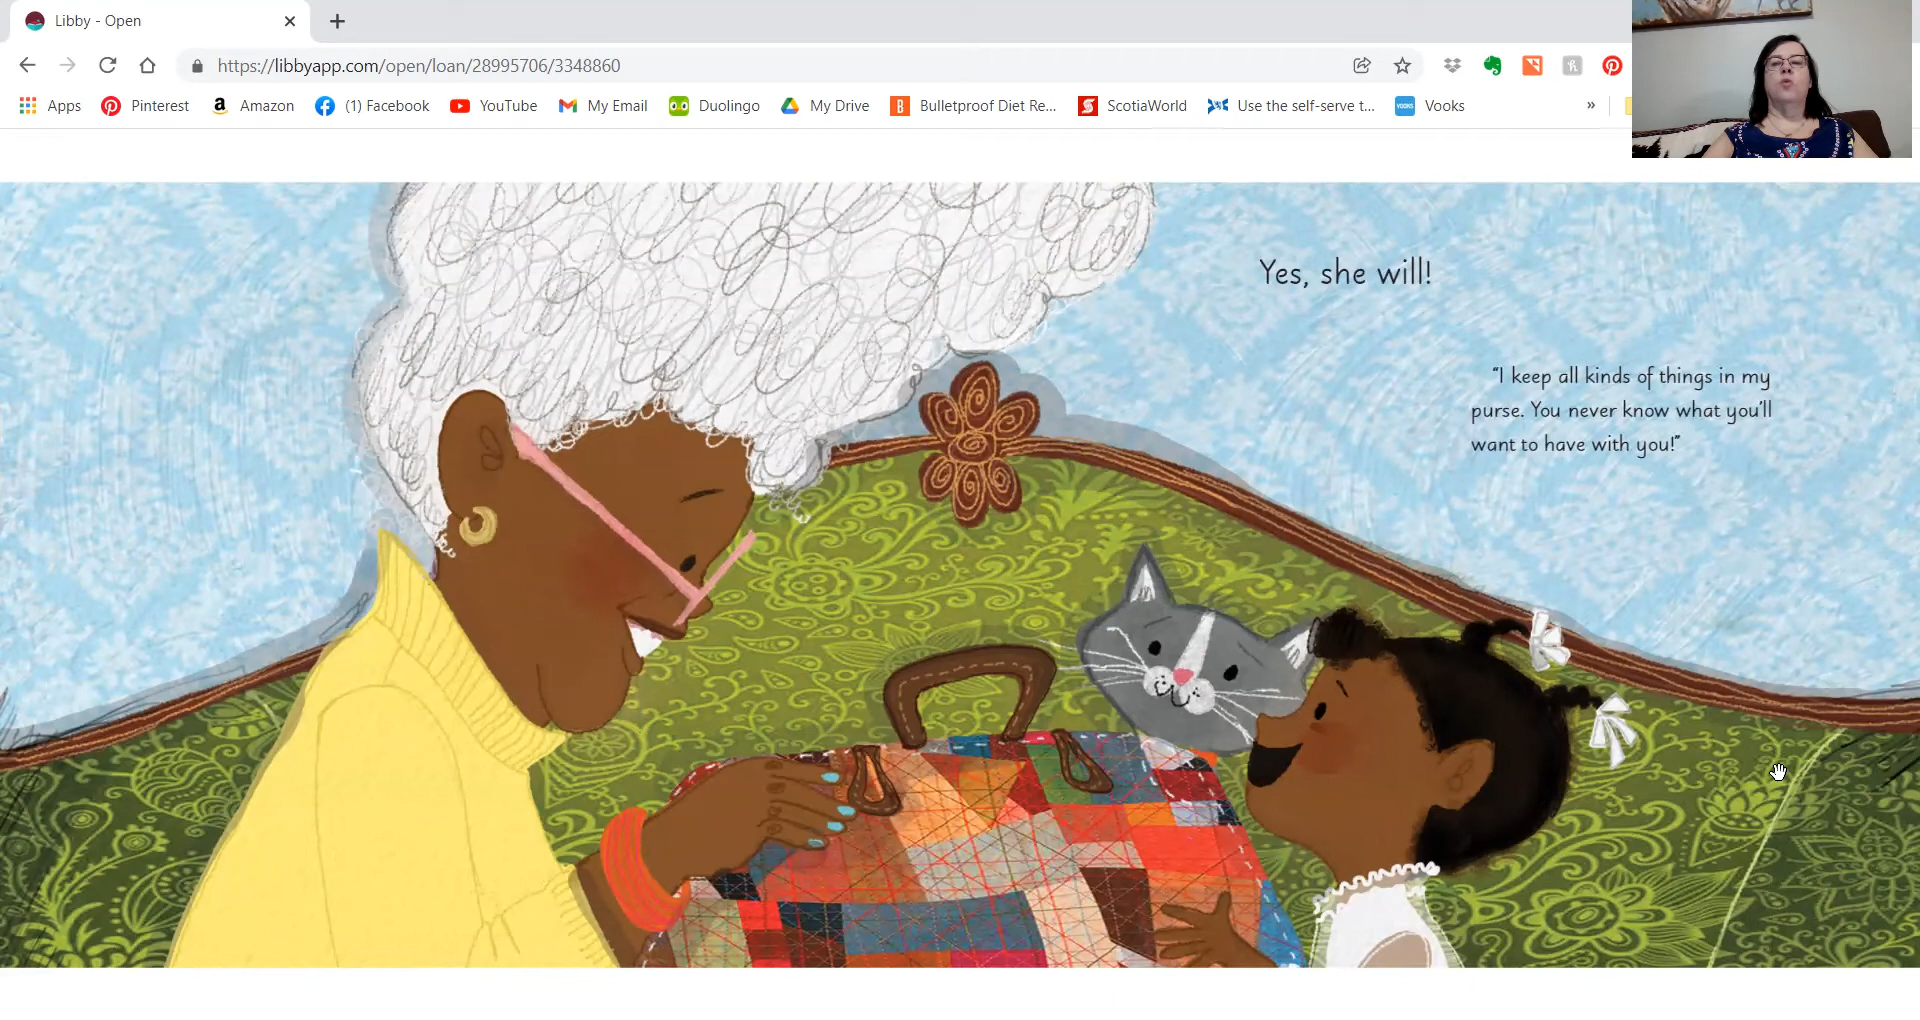 Libby - Open
https://libbyapp.com/open/loan/28995706/3348860
Apps Pinterest Amazon (1) Facebook YouTube My Email Duolingo My Drive Bulletproof Diet Re... ScotiaWorld Use the self-serve t... Vooks »
Yes, she will!
“I keep all kinds of things in my
purse. You never know what you’ll
want to have with you!”